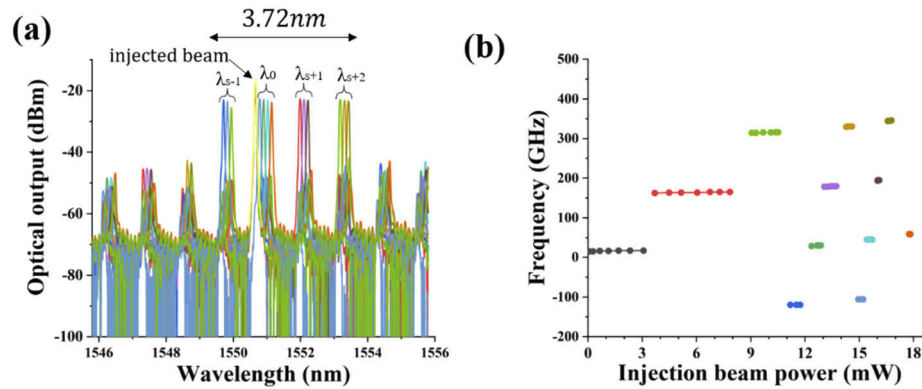 (a)
3.72nm
injected beam
λs-1
λ0
λs+1
λs+2
Optical output (dBm)
-20
-40
-60
-80
-100
1546
1548
1550
1552
1554
1556
Wavelength (nm)
(b)
Frequency (GHz)
500
400
300
200
100
0
-100
-200
0
3
6
9
12
15
18
Injection beam power (mW)